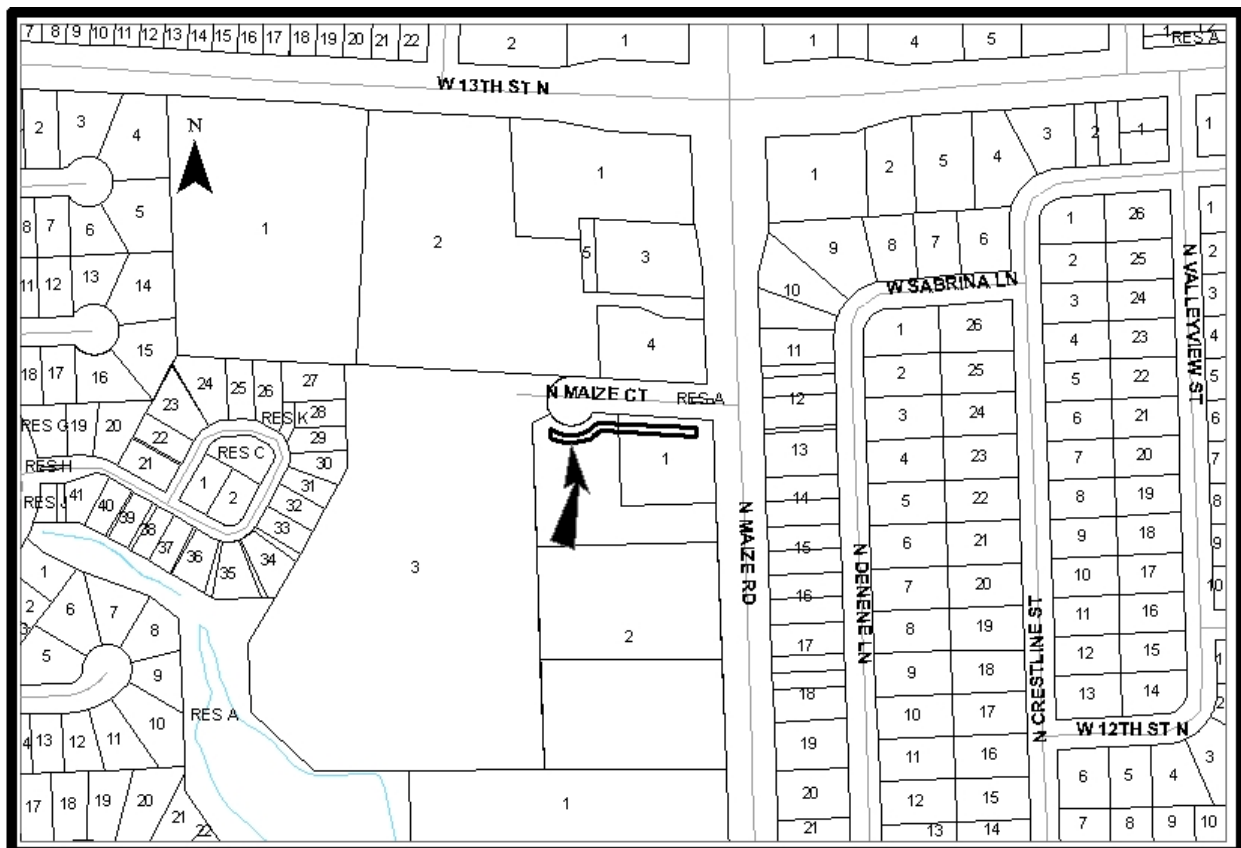 7 8 9 10 11 12 13 14 15 16 17 18 19 20 21 22 2 1 1 4 5 1 2
RES A
W 13TH ST N
2 3 4 N 1 1 2 5 4 3 2 1 1
5 1 2 1
8 7 6 26 1
5 3 9 8 7 6
11 12 13 14 2 25 2
N VALLEYVIEW ST
10 W SABRINA LN
3 24 3
1 26 4 23 4
15 4 11
18 17 16 24 25 26 27 2 25 5 22 5
N MAIZE CT RES A 12
23 RES K 28 3 24 6 21 6
RES G 19 20 22 29
RES C 1 13 4 23 7 20 7
RES H 21 30
1 2 31 5 22 8 19 8
RES J 41 40 39 38 37 36 32 33 14
N MAIZE RD
35 34 15 6 21 9 18 9
N DENENE LN
1 3 16 7 20 10 17 10
N CRESTLINE ST
2 6 7 8 2 17 8 19 11 16
3 5 9 18 9 18 12 15 1
10 RES A 10 17 13 14 2
4 13 12 11 19 11 16 W 12TH ST N
17 18 19 20 21 22 1 20 12 15 6 5 4 3
21 13 14 7 8 9 10